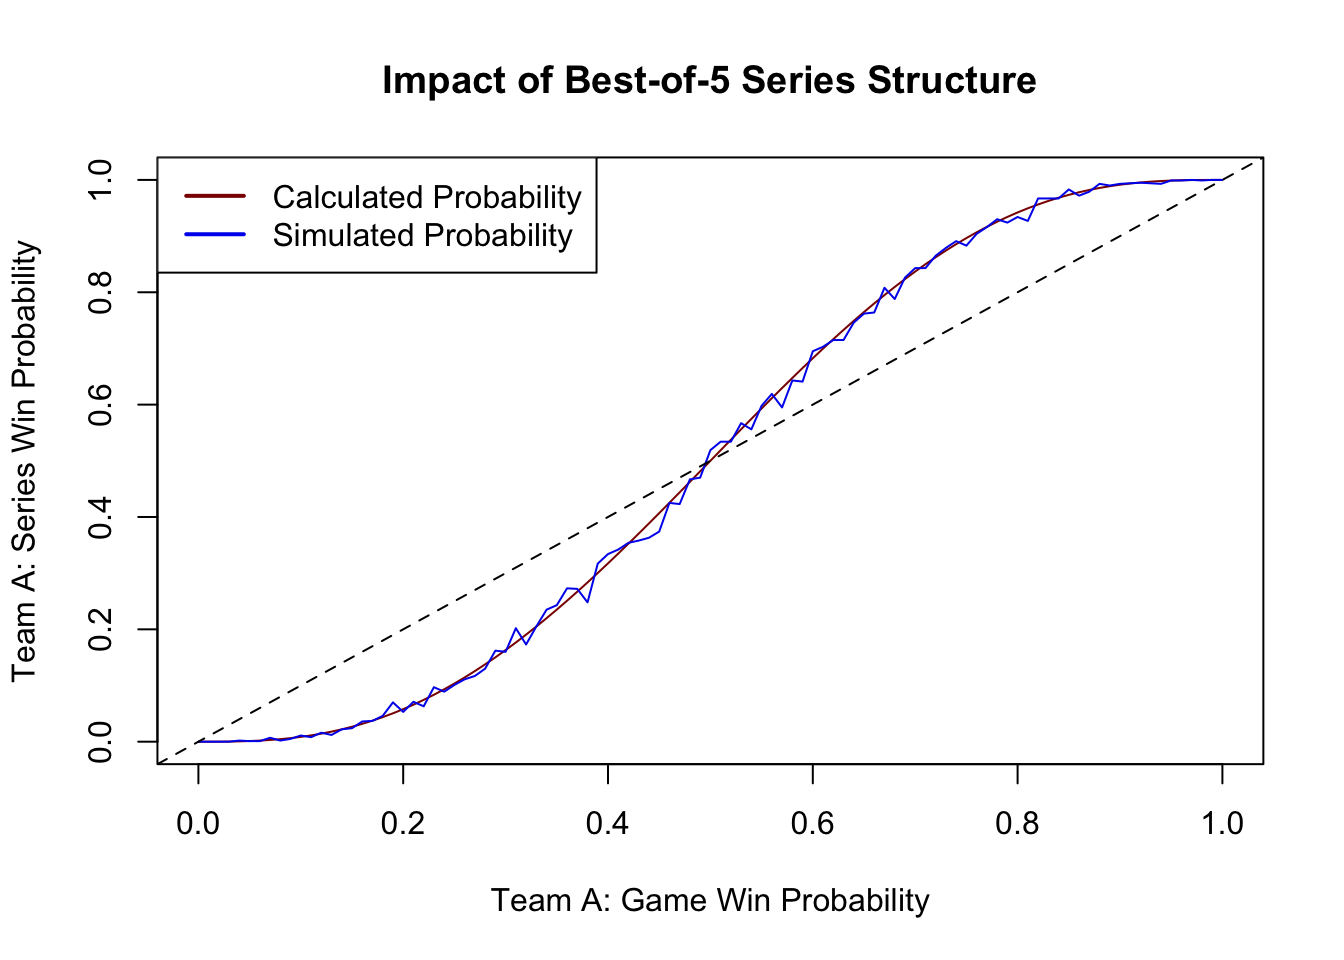 Impact of Best-of-5 Series Structure
Calculated Probability
Simulated Probability
Team A: Series Win Probability
1.0
0.8
0.6
0.4
0.2
0.0
0.0 0.2 0.4 0.6 0.8 1.0
Team A: Game Win Probability